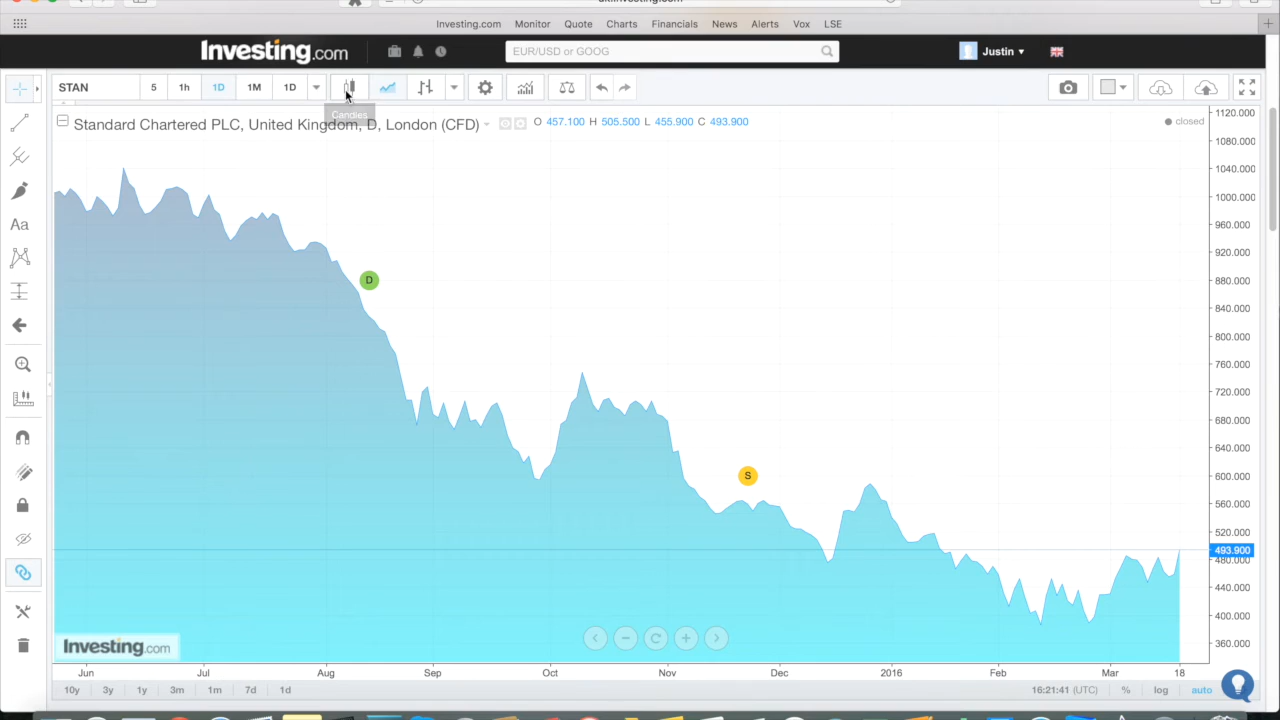 Investing.com Monitor Quote Charts Financials News Alerts Vox LSE
Investing.com EUR/USD or GOOG Justin
STAN 5 1h 1D 1M 1D
Candles
Standard Chartered PLC, United Kingdom, D, London (CFD) O 457.100 H 505.500 L 455.900 C 493.900 closed
1120.000
1080.000
1040.000
1000.000
960.000
920.000
880.000
840.000
800.000
760.000
720.000
680.000
640.000
600.000
560.000
520.000
493.900
480.000
440.000
400.000
360.000
Aa
D
S
Investing.com
Jun Jul Aug Sep Oct Nov Dec 2016 Feb Mar 18
10y 3y 1y 3m 1m 7d 1d 16:21:41 (UTC) % log auto